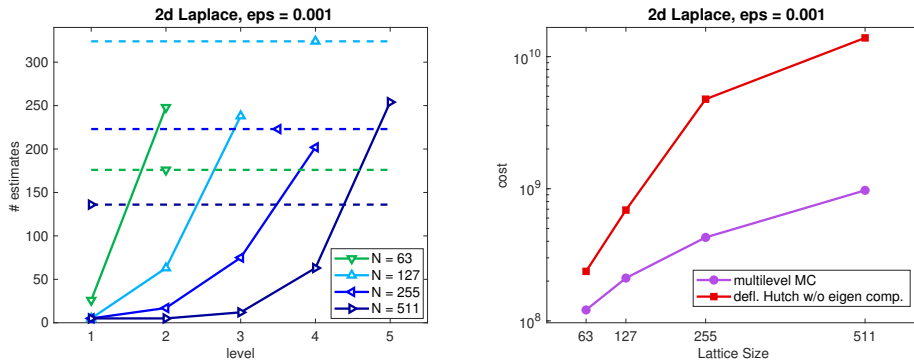 2d Laplace, eps = 0.001
300
250
200
150
100
50
0
# estimates
1 2 3 4 5
level
N = 63
N = 127
N = 255
N = 511
2d Laplace, eps = 0.001
10^10
10^9
10^8
cost
63 127 255 511
Lattice Size
multilevel MC
defl. Hutch w/o eigen comp.